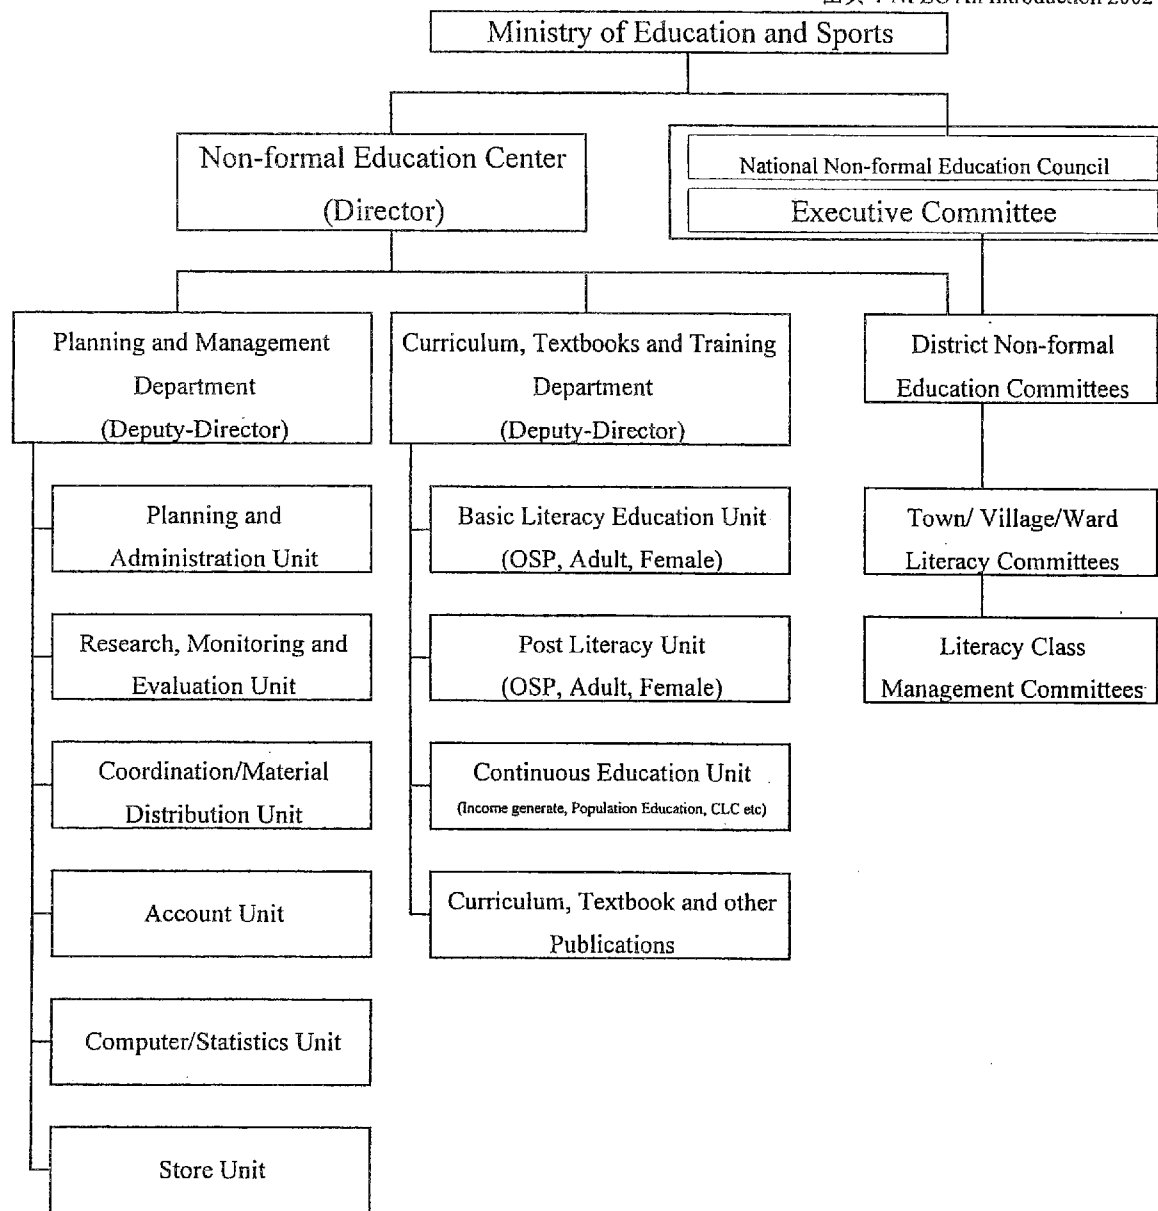 An Introduction 2002
Ministry of Education and Sports
Non-formal Education Center
(Director)
National Non-formal Education Council
Executive Committee
Planning and Management
Department
(Deputy-Director)
Curriculum, Textbooks and Training
Department
(Deputy-Director)
District Non-formal
Education Committees
Planning and
Administration Unit
Basic Literacy Education Unit
(OSP, Adult, Female)
Town/ Village/Ward
Literacy Committees
Research, Monitoring and
Evaluation Unit
Post Literacy Unit
(OSP, Adult, Female)
Literacy Class
Management Committees
Coordination/Material
Distribution Unit
Continuous Education Unit
(Income generate, Population Education, CLC etc)
Account Unit
Curriculum, Textbook and other
Publications
Computer/Statistics Unit
Store Unit